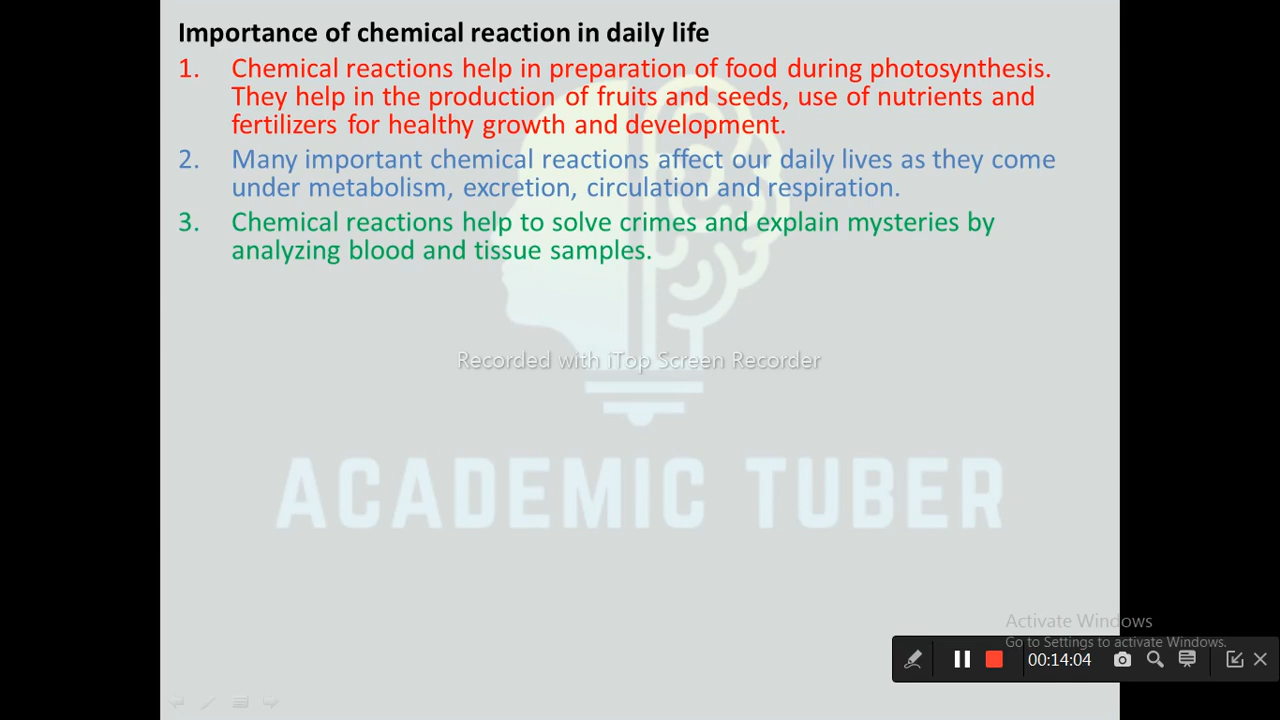 Importance of chemical reaction in daily life
1. Chemical reactions help in preparation of food during photosynthesis.
They help in the production of fruits and seeds, use of nutrients and
fertilizers for healthy growth and development.
2. Many important chemical reactions affect our daily lives as they come
under metabolism, excretion, circulation and respiration.
3. Chemical reactions help to solve crimes and explain mysteries by
analyzing blood and tissue samples.
Recorded with iTop Screen Recorder
ACADEMIC TUBER
Activate Windows
Go to Settings to activate Windows.
00:14:04